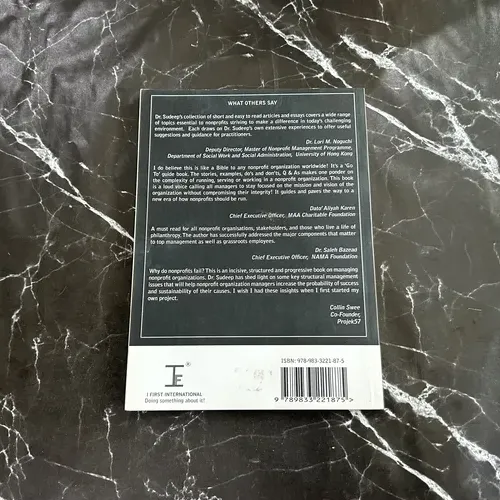 WHAT OTHERS SAY
Dr. Sudeep's collection of short and easy to read articles and essays covers a wide range
of topics essential to nonprofits striving to make a difference in today's challenging
environment. Each draws on Dr. Sudeep's own extensive experiences to offer useful
suggestions and guidance for practitioners.
Dr. Lori M. Noguchi
Deputy Director, Master of Nonprofit Management Programme,
Department of Social Work and Social Administration, University of Hong Kong
I do believe this is like a Bible to any nonprofit organization worldwide! It's a 'Go
To' guide book. The stories, examples, do's and don'ts, Q & As makes one ponder on
the complexity of running, serving or working in a nonprofit organization. This book
is a loud voice calling all managers to stay focused on the mission and vision of the
organization without compromising their integrity! It guides and paves the way to a
new era of how nonprofits should be run.
Dato' Aliyah Karen
Chief Executive Officer, MAA Charitable Foundation
A must read for all nonprofit organisations, stakeholders, and those who live a life of
philanthropy. The author has successfully addressed the major components that matter
to top management as well as grassroots employees.
Dr. Saleh Bazead
Chief Executive Officer, NAMA Foundation
Why do nonprofits fail? This is an incisive, structured and progressive book on managing
nonprofit organizations. Dr. Sudeep has shed light on some key structural management
issues that will help nonprofit organization managers increase the probability of success
and sustainability of their causes. I wish I had these insights when I first started my
own project.
Collin Swee
Co-Founder,
Projek57
ISBN: 978-983-3221-87-5
9 789833 221875 >
I FIRST INTERNATIONAL
Doing something about it!